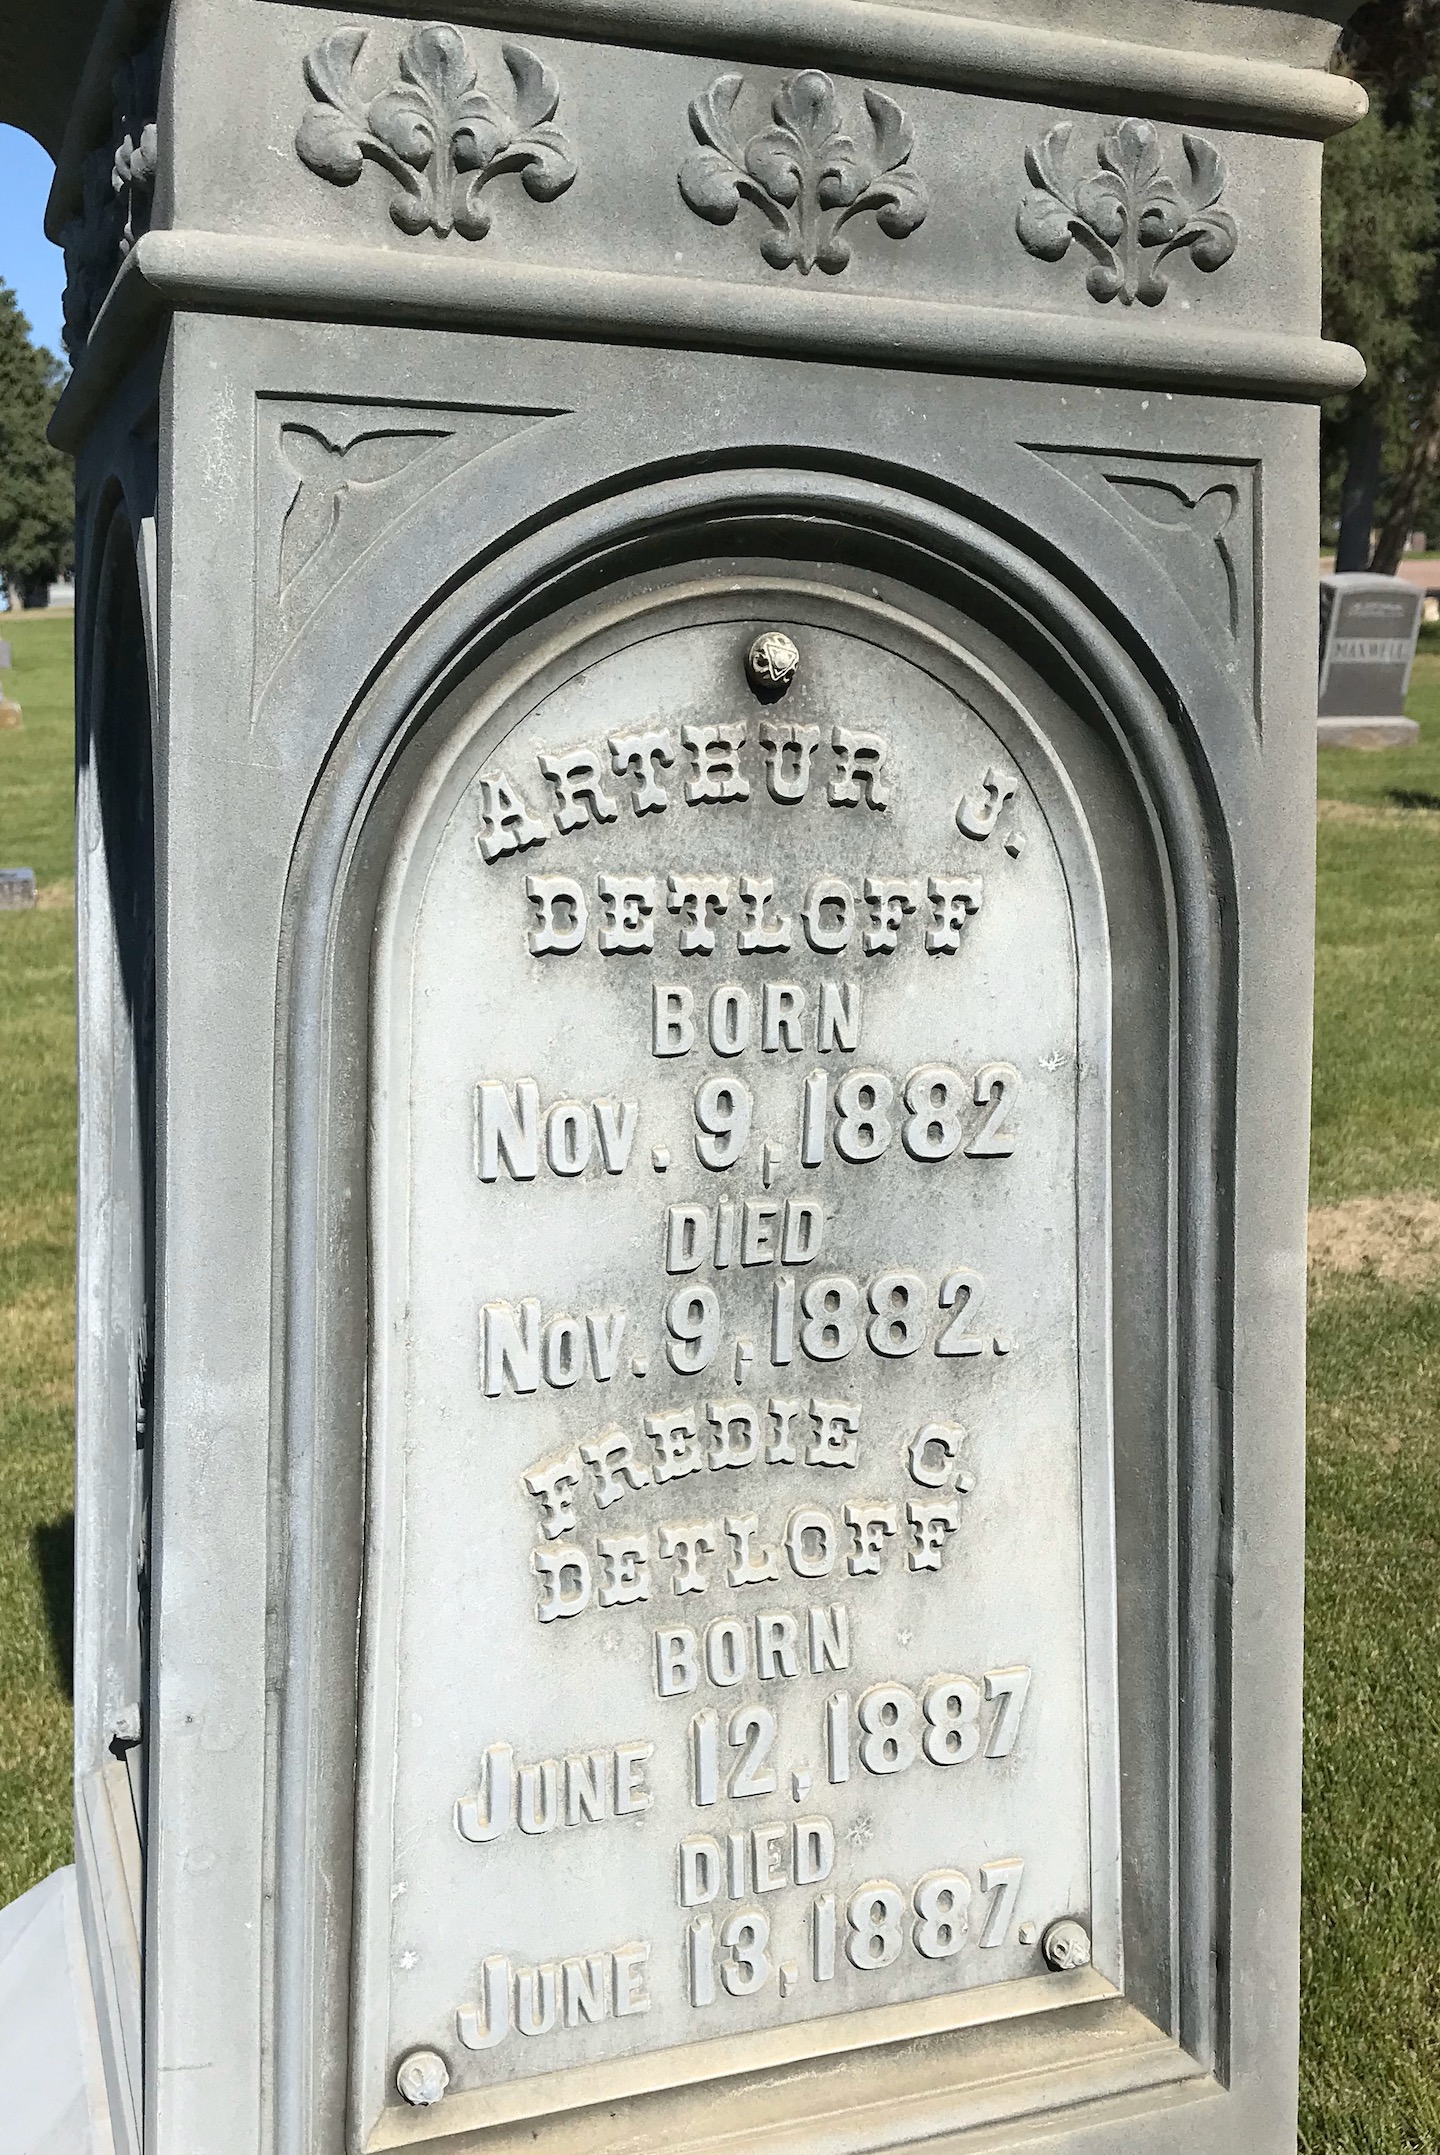 ARTHUR J.
DETLOFF
BORN
NOV. 9, 1882
DIED
NOV. 9, 1882.
FREDIE C.
DETLOFF
BORN
JUNE 12, 1887
DIED
JUNE 13, 1887.
MAXWELL